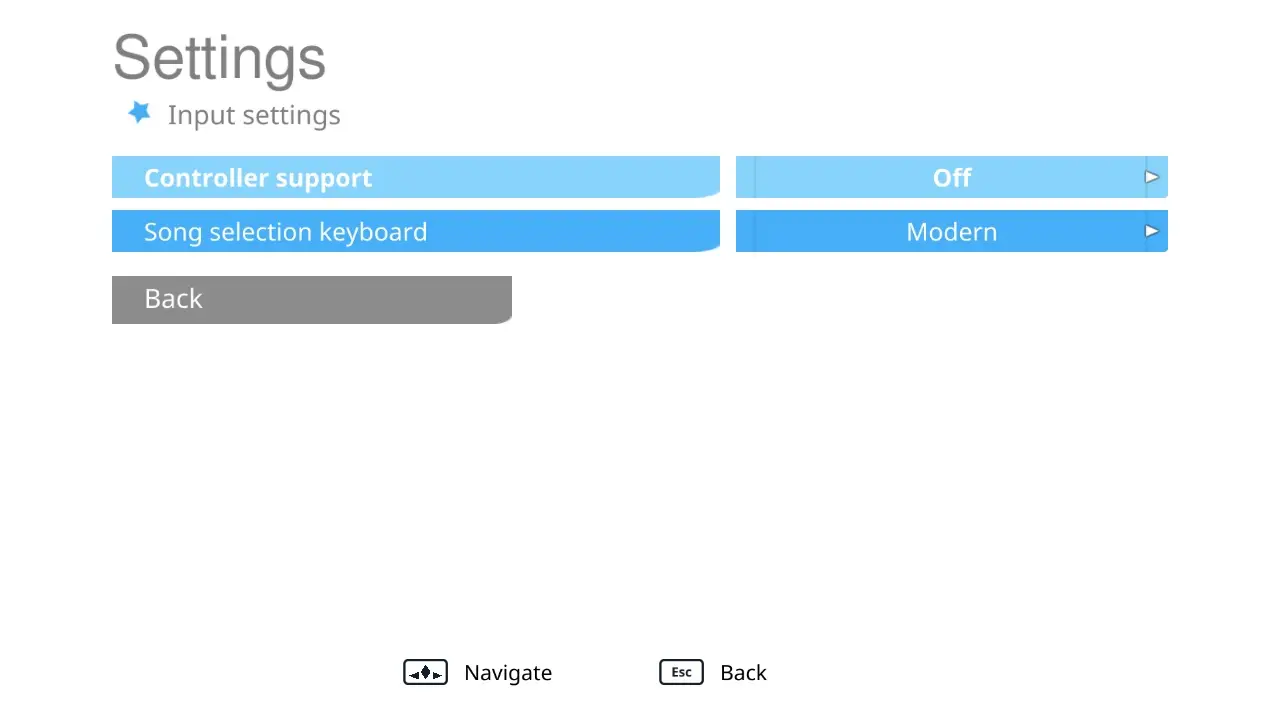 Settings
Input settings
Controller support Off
Song selection keyboard Modern
Back
Navigate Esc Back